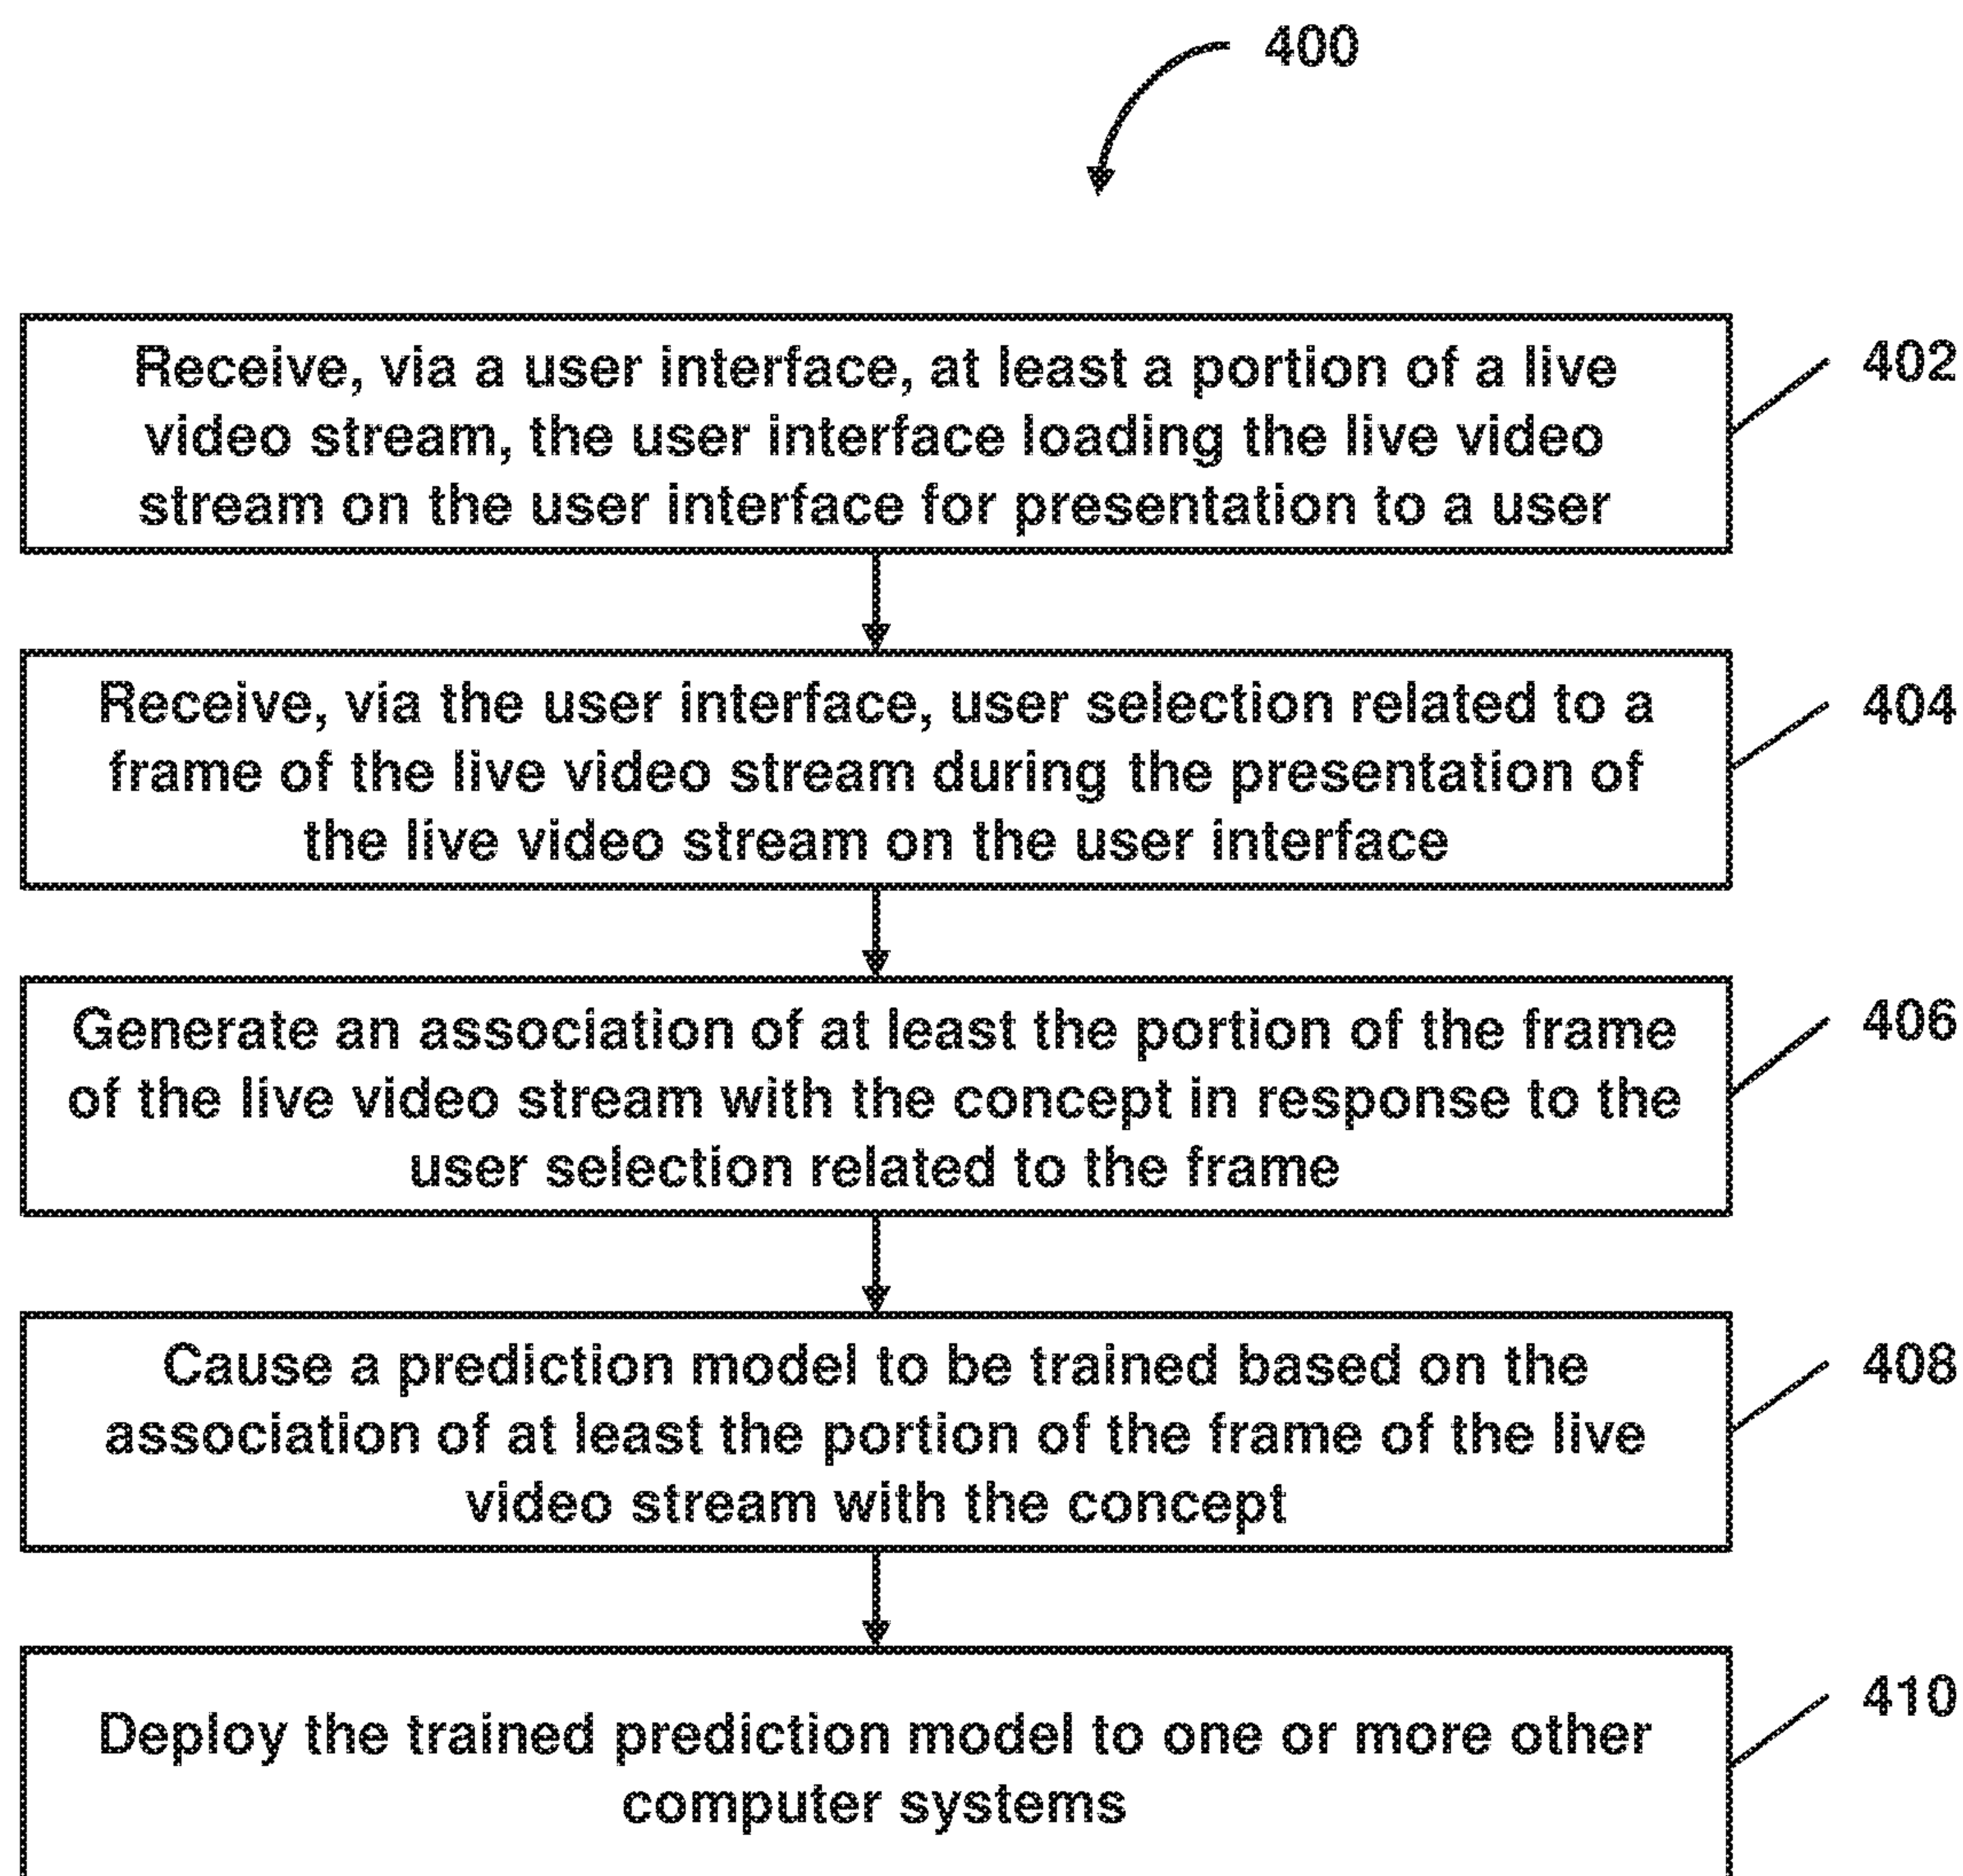 400
Receive, via a user interface, at least a portion of a live
video stream, the user interface loading the live video
stream on the user interface for presentation to a user
402
Receive, via the user interface, user selection related to a
frame of the live video stream during the presentation of
the live video stream on the user interface
404
Generate an association of at least the portion of the frame
of the live video stream with the concept in response to the
user selection related to the frame
406
Cause a prediction model to be trained based on the
association of at least the portion of the frame of the live
video stream with the concept
408
Deploy the trained prediction model to one or more other
computer systems
410